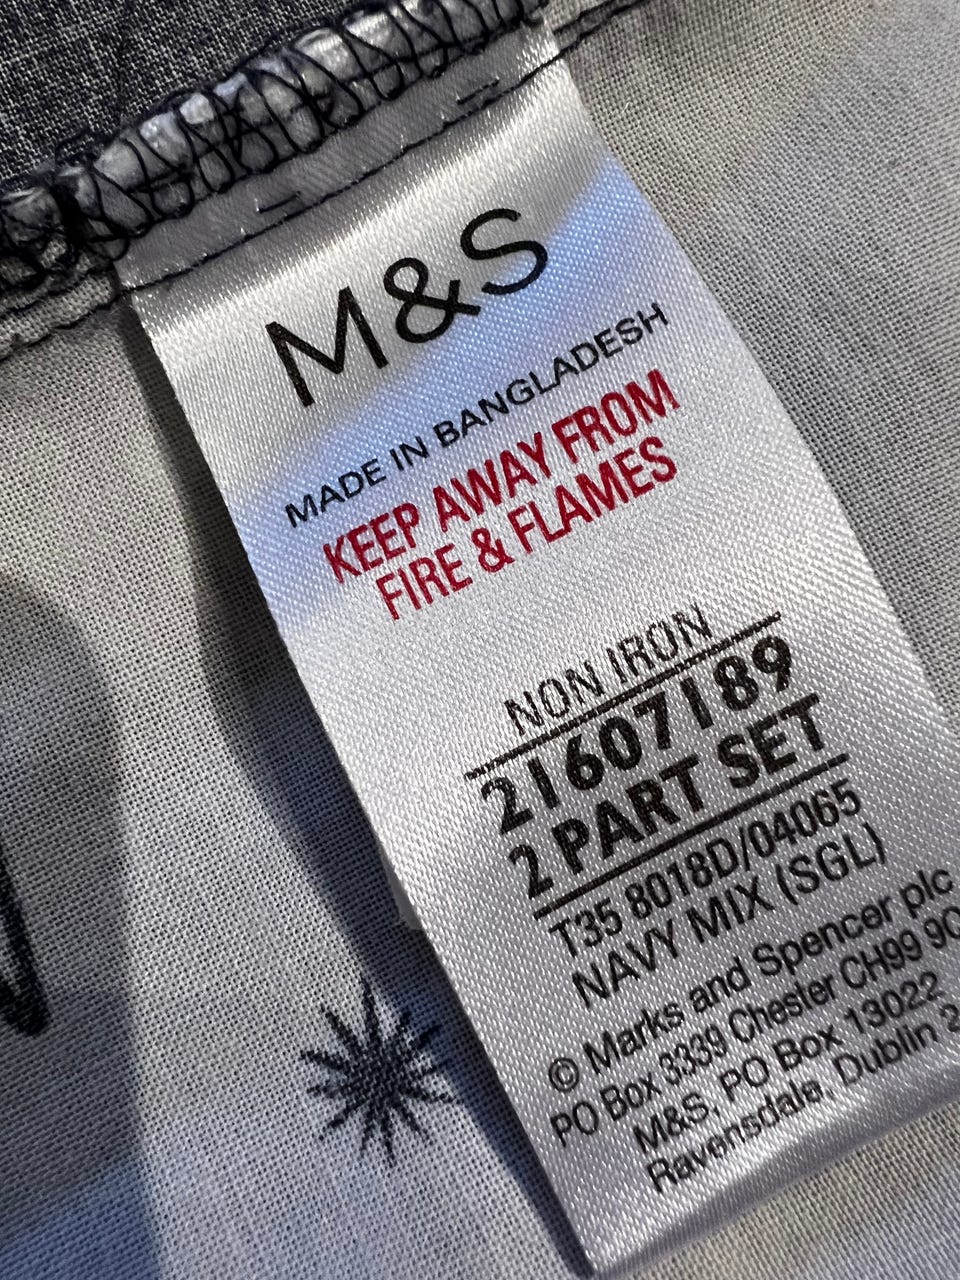 M&S
MADE IN BANGLADESH
KEEP AWAY FROM
FIRE & FLAMES
NON IRON
21607189
2 PART SET
T35 8018D/04065
NAVY MIX (SGL)
© Marks and Spencer plc
PO Box 3339 Chester CH99
M&S, PO Box 13022
Ravensdale, Dublin